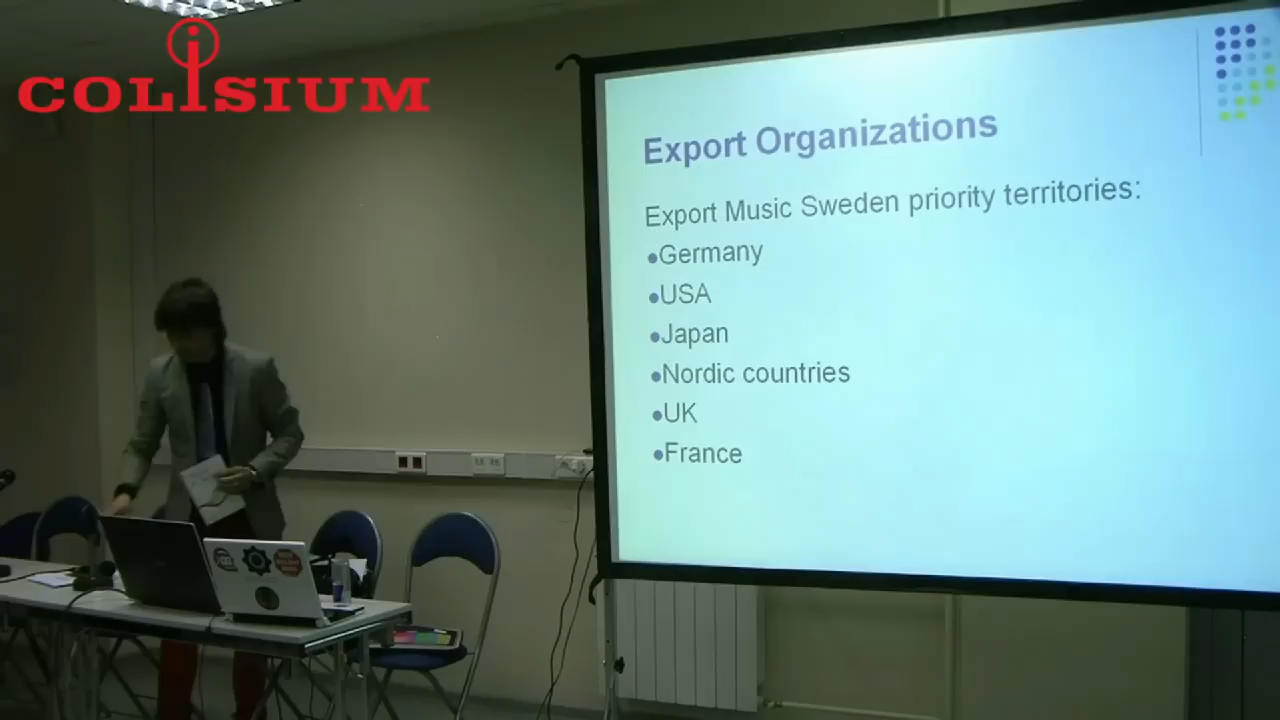 COLiSIUM
Export Organizations
Export Music Sweden priority territories:
●Germany
●USA
●Japan
●Nordic countries
●UK
●France